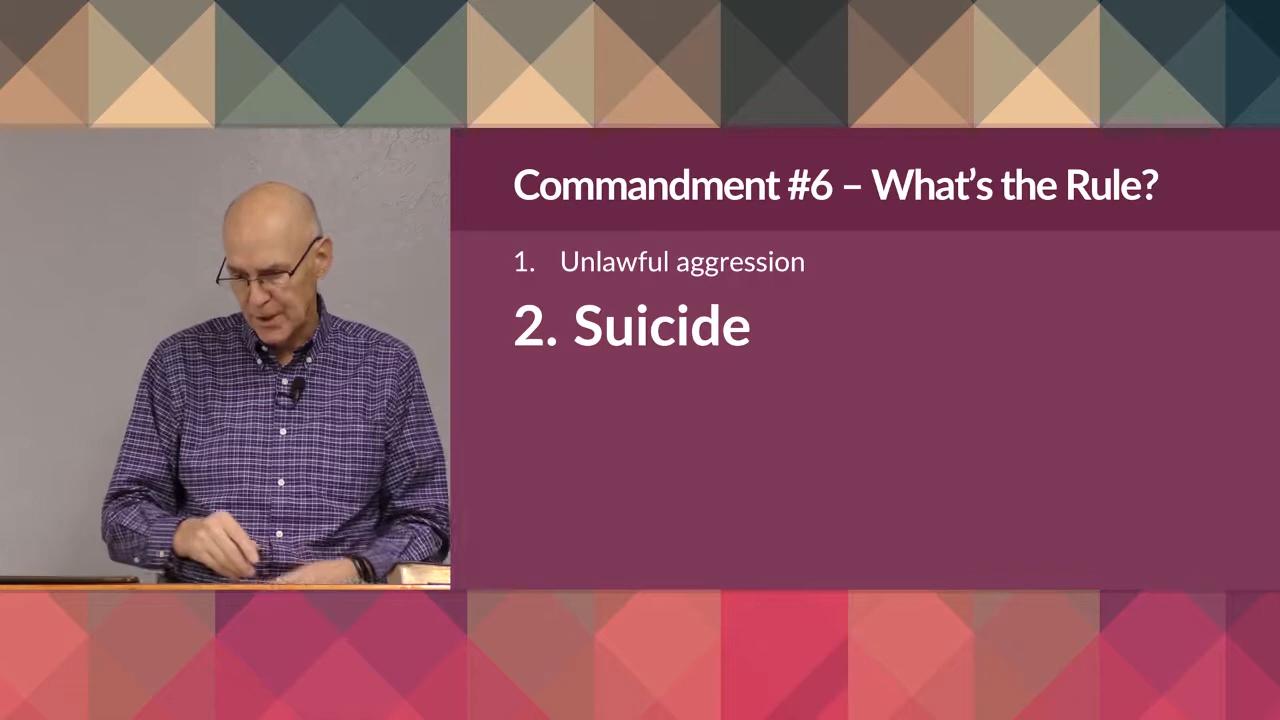 Commandment #6 – What's the Rule?
1. Unlawful aggression
2. Suicide